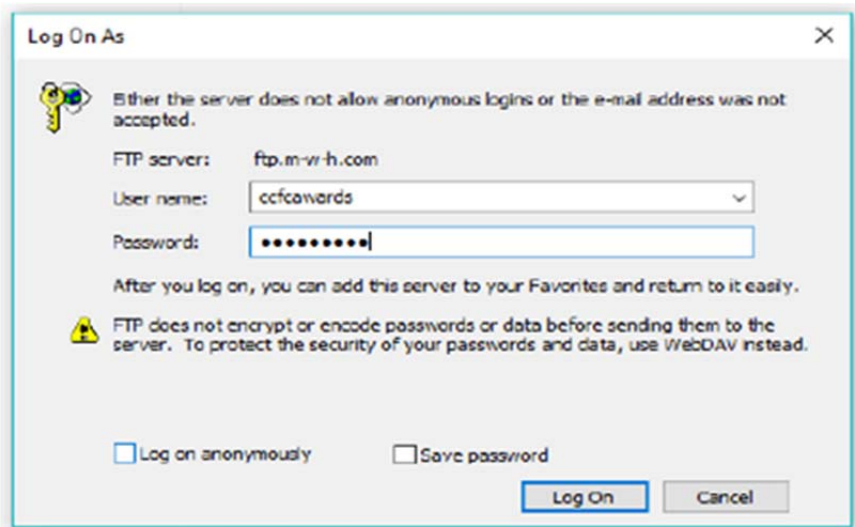 Log On As
Either the server does not allow anonymous logins or the e-mail address was not
accepted.
FTP server: ftp.m-w-h.com
User name: ccfcawards
Password: •••••••••
After you log on, you can add this server to your Favorites and return to it easily.
FTP does not encrypt or encode passwords or data before sending them to the
server. To protect the security of your passwords and data, use WebDAV instead.
Log on anonymously Save password
Log On Cancel